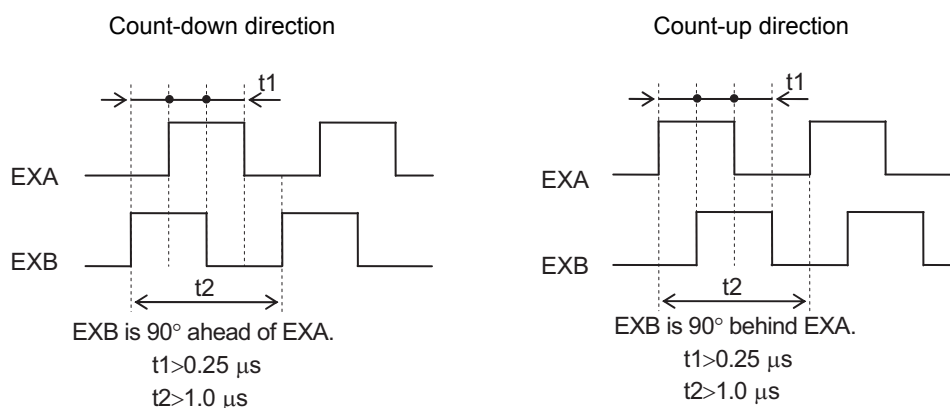 Count-down direction
t1
EXA
EXB
t2
EXB is 90° ahead of EXA.
t1>0.25 μs
t2>1.0 μs
Count-up direction
t1
EXA
EXB
t2
EXB is 90° behind EXA.
t1>0.25 μs
t2>1.0 μs